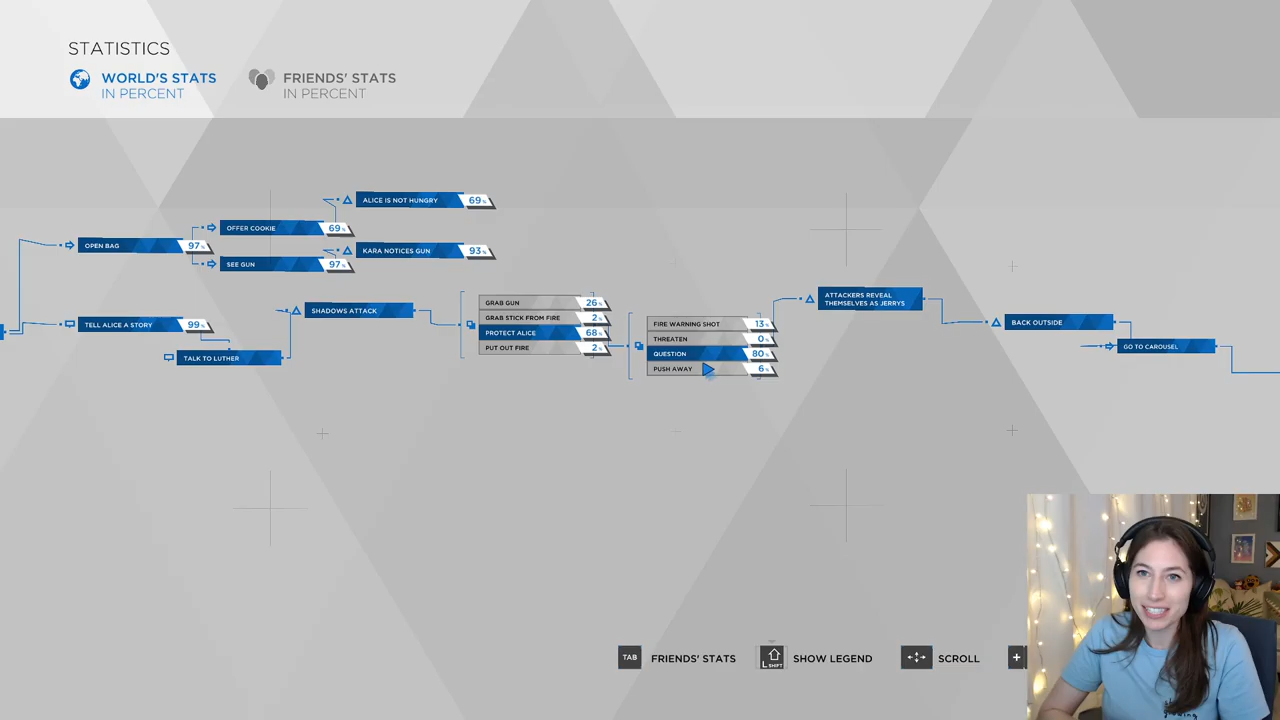 STATISTICS
WORLD'S STATS
IN PERCENT
FRIENDS' STATS
IN PERCENT
ALICE IS NOT HUNGRY 69%
OFFER COOKIE 69%
OPEN BAG 97%
KARA NOTICES GUN 93%
SEE GUN 97%
TELL ALICE A STORY 99%
TALK TO LUTHER
SHADOWS ATTACK
GRAB GUN 26%
GRAB STICK FROM FIRE 2%
PROTECT ALICE 68%
PUT OUT FIRE 2%
FIRE WARNING SHOT 13%
THREATEN 0%
QUESTION 80%
PUSH AWAY 6%
ATTACKERS REVEAL
THEMSELVES AS JERRYS
BACK OUTSIDE
GO TO CAROUSEL
TAB FRIENDS' STATS
L SHIFT SHOW LEGEND
SCROLL
+